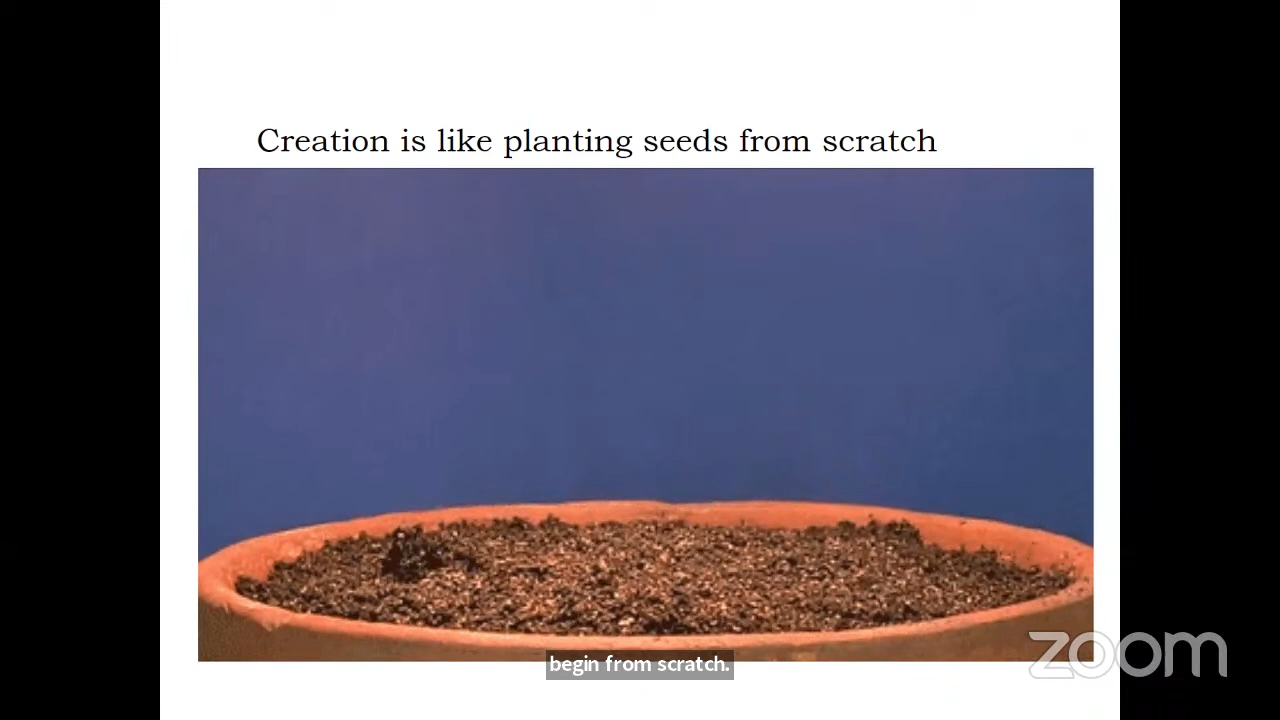 Creation is like planting seeds from scratch
begin from scratch.
zoom